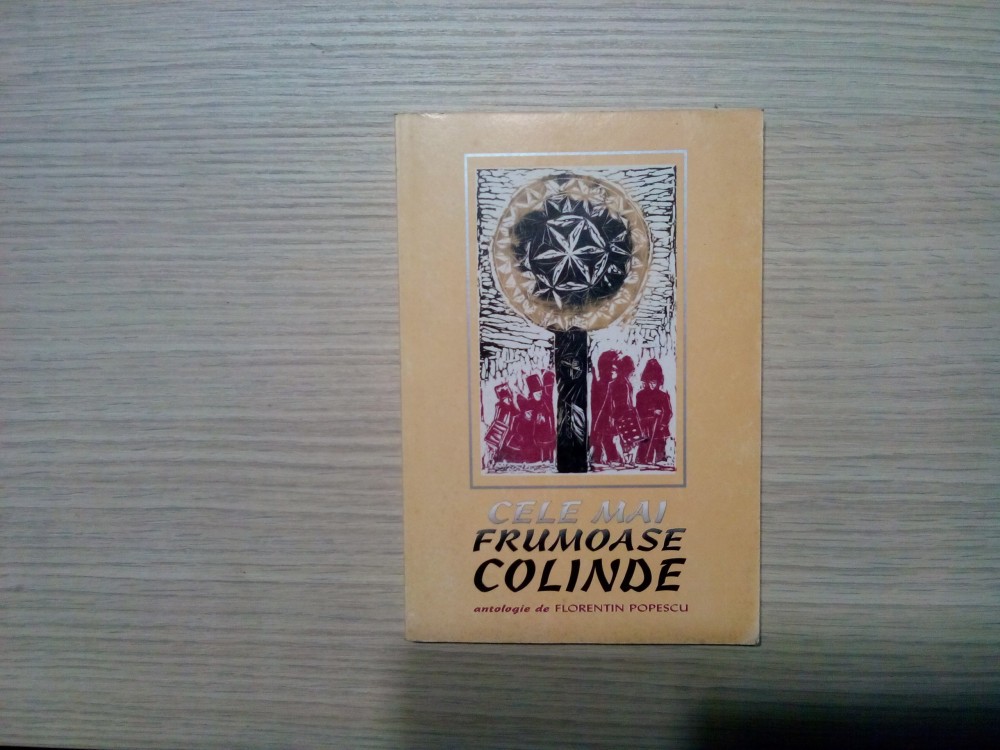 CELE MAI
FRUMOASE
COLINDE
antologie de FLORENTIN POPESCU